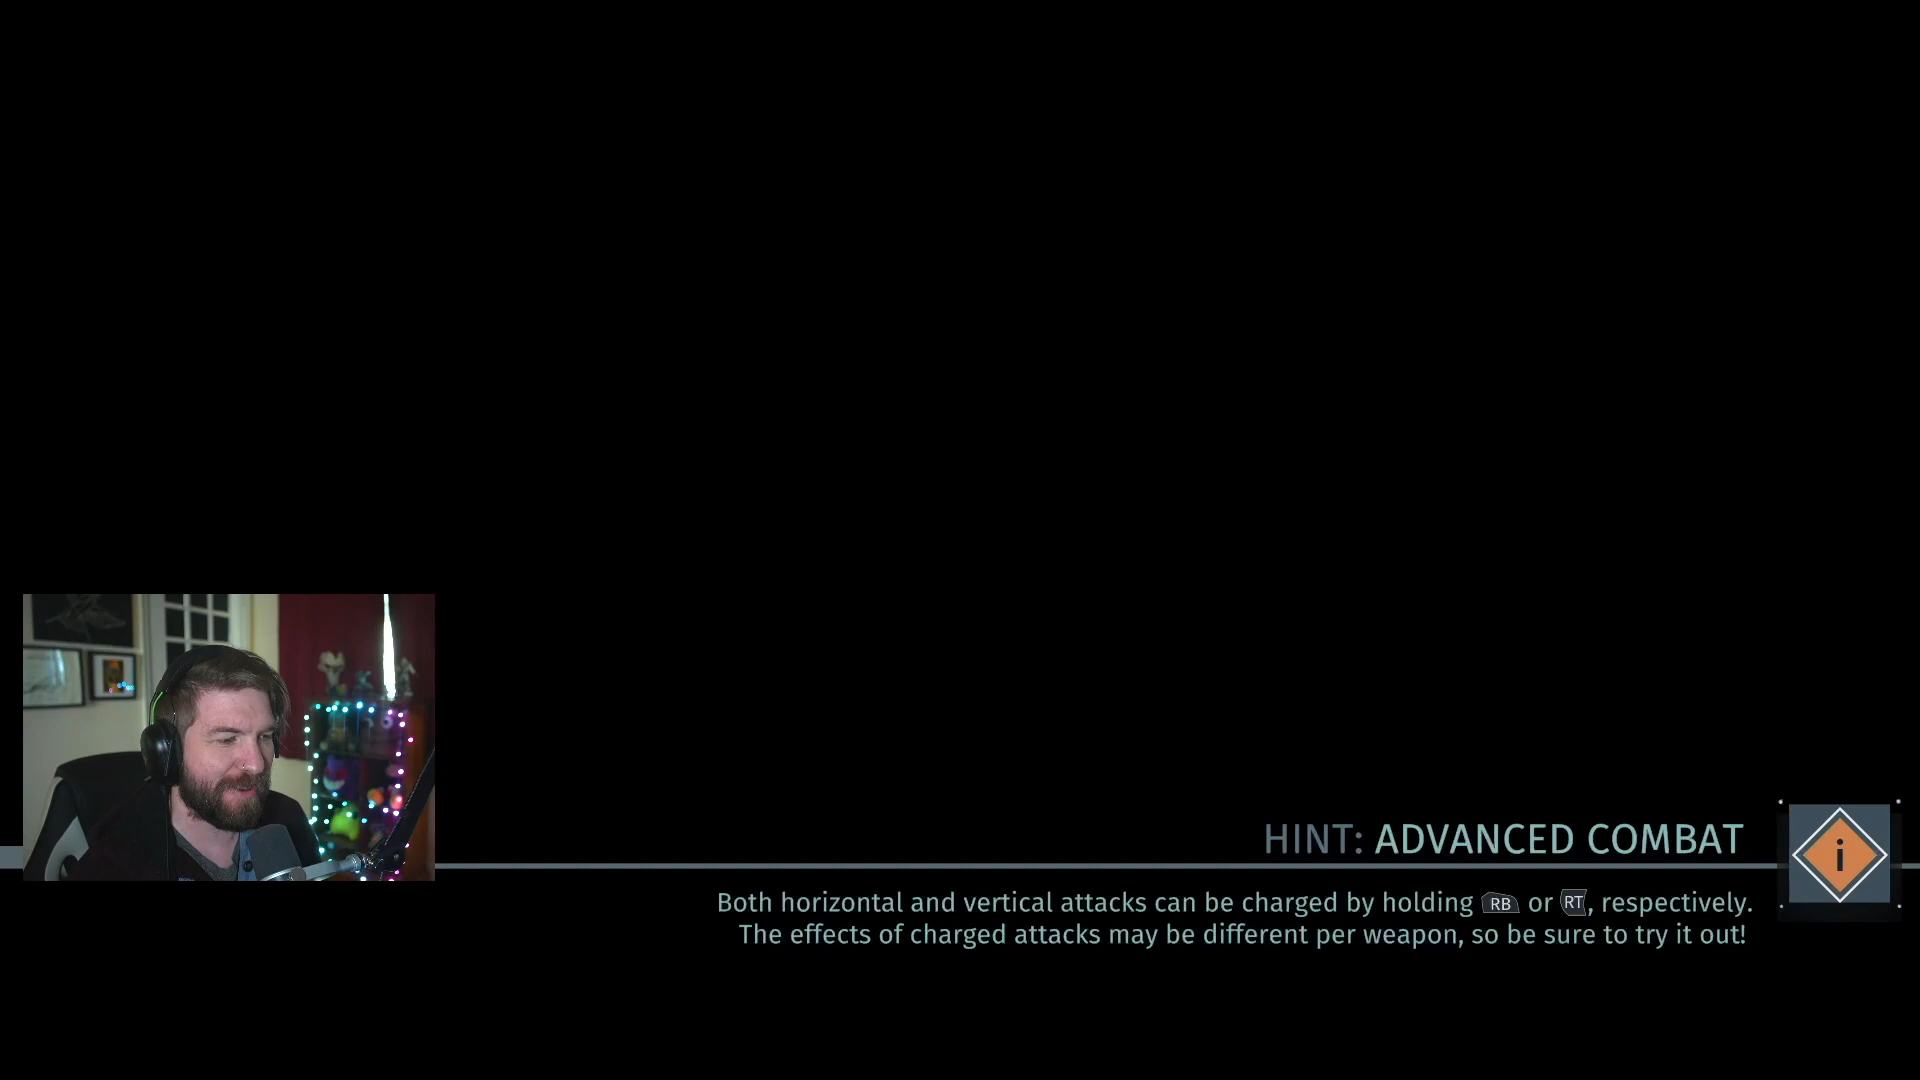 HINT: ADVANCED COMBAT
i
Both horizontal and vertical attacks can be charged by holding RB or RT, respectively.
The effects of charged attacks may be different per weapon, so be sure to try it out!